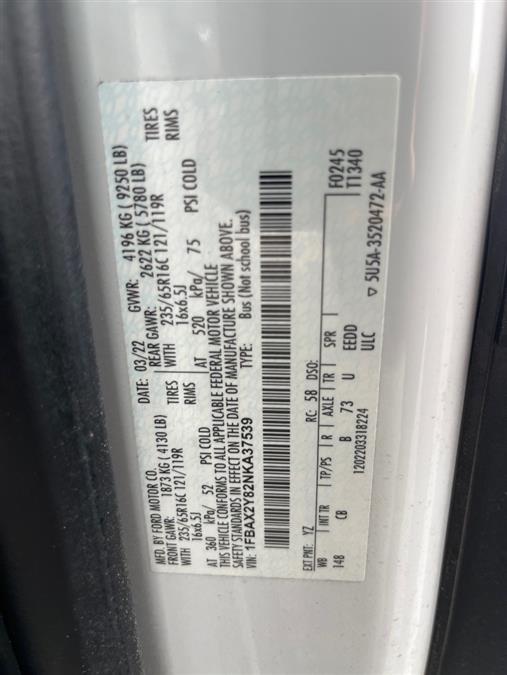 MFD. BY FORD MOTOR CO. DATE: 03/22 GVWR: 4196 KG ( 9250 LB)
FRONT GAWR: 1873 KG ( 4130 LB) REAR GAWR: 2622 KG ( 5780 LB)
WITH 235/65R16C 121/119R TIRES WITH 235/65R16C 121/119R TIRES
16x6.5J RIMS 16x6.5J RIMS
AT 360 kPa/ 52 PSI COLD AT 520 kPa/ 75 PSI COLD
THIS VEHICLE CONFORMS TO ALL APPLICABLE FEDERAL MOTOR VEHICLE
SAFETY STANDARDS IN EFFECT ON THE DATE OF MANUFACTURE SHOWN ABOVE.
VIN: 1FBAX2Y82NKA37539 TYPE: Bus (Not school bus)
EXT PNT: YZ RC: 58 DSO: F0245
WB INT TR TP/PS R AXLE TR SPR T1340
148 CB B 73 U EEDD
1202203318224 ULC
▽ 5U5A-3520472-AA